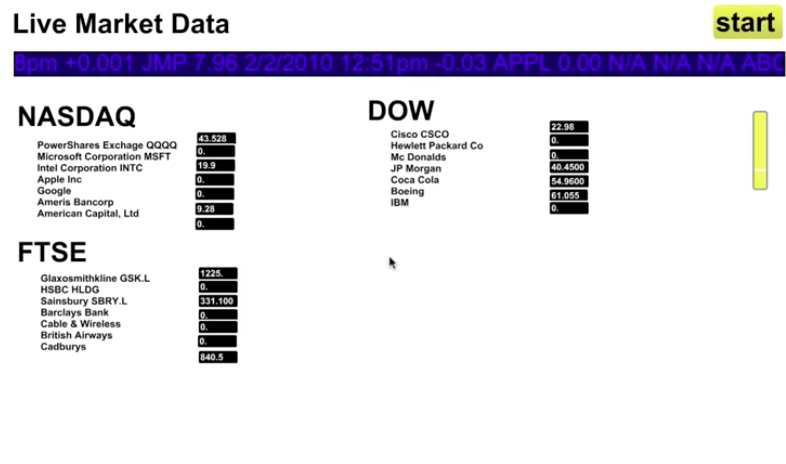 Live Market Data
start
8pm +0.001 JMP 7.96 2/2/2010 12:51pm -0.03 APPL 0.00 N/A N/A N/A ABC
NASDAQ
PowerShares Exchage QQQQ 43.528
Microsoft Corporation MSFT 0.
Intel Corporation INTC 19.9
Apple Inc 0.
Google 0.
Ameris Bancorp 9.28
American Capital, Ltd 0.
DOW
Cisco CSCO 22.98
Hewlett Packard Co 0.
Mc Donalds 0.
JP Morgan 40.4500
Coca Cola 54.9600
Boeing 61.055
IBM 0.
FTSE
Glaxosmithkline GSK.L 1225.
HSBC HLDG 0.
Sainsbury SBRY.L 331.100
Barclays Bank 0.
Cable & Wireless 0.
British Airways 0.
Cadburys 840.5